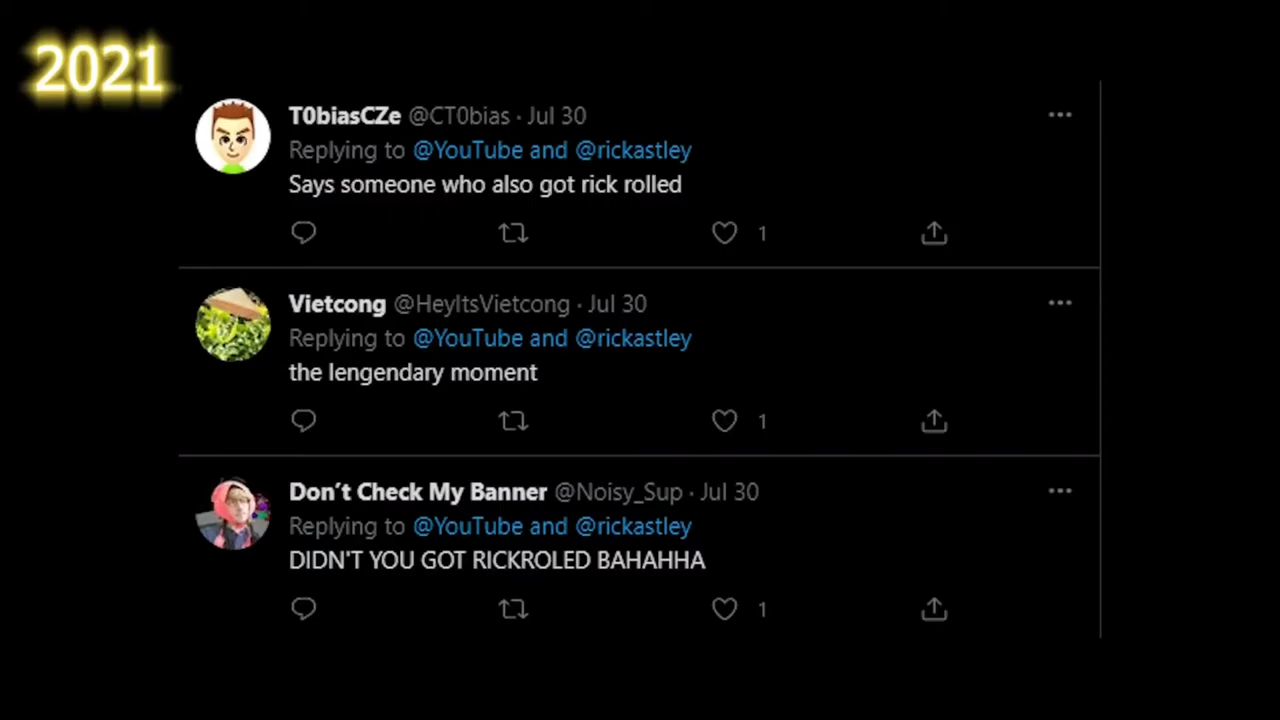 2021
T0biasCZe @CT0bias · Jul 30
Replying to @YouTube and @rickastley
Says someone who also got rick rolled
1
Vietcong @HeyItsVietcong · Jul 30
Replying to @YouTube and @rickastley
the lengendary moment
1
Don’t Check My Banner @Noisy_Sup · Jul 30
Replying to @YouTube and @rickastley
DIDN'T YOU GOT RICKROLED BAHAHHA
1